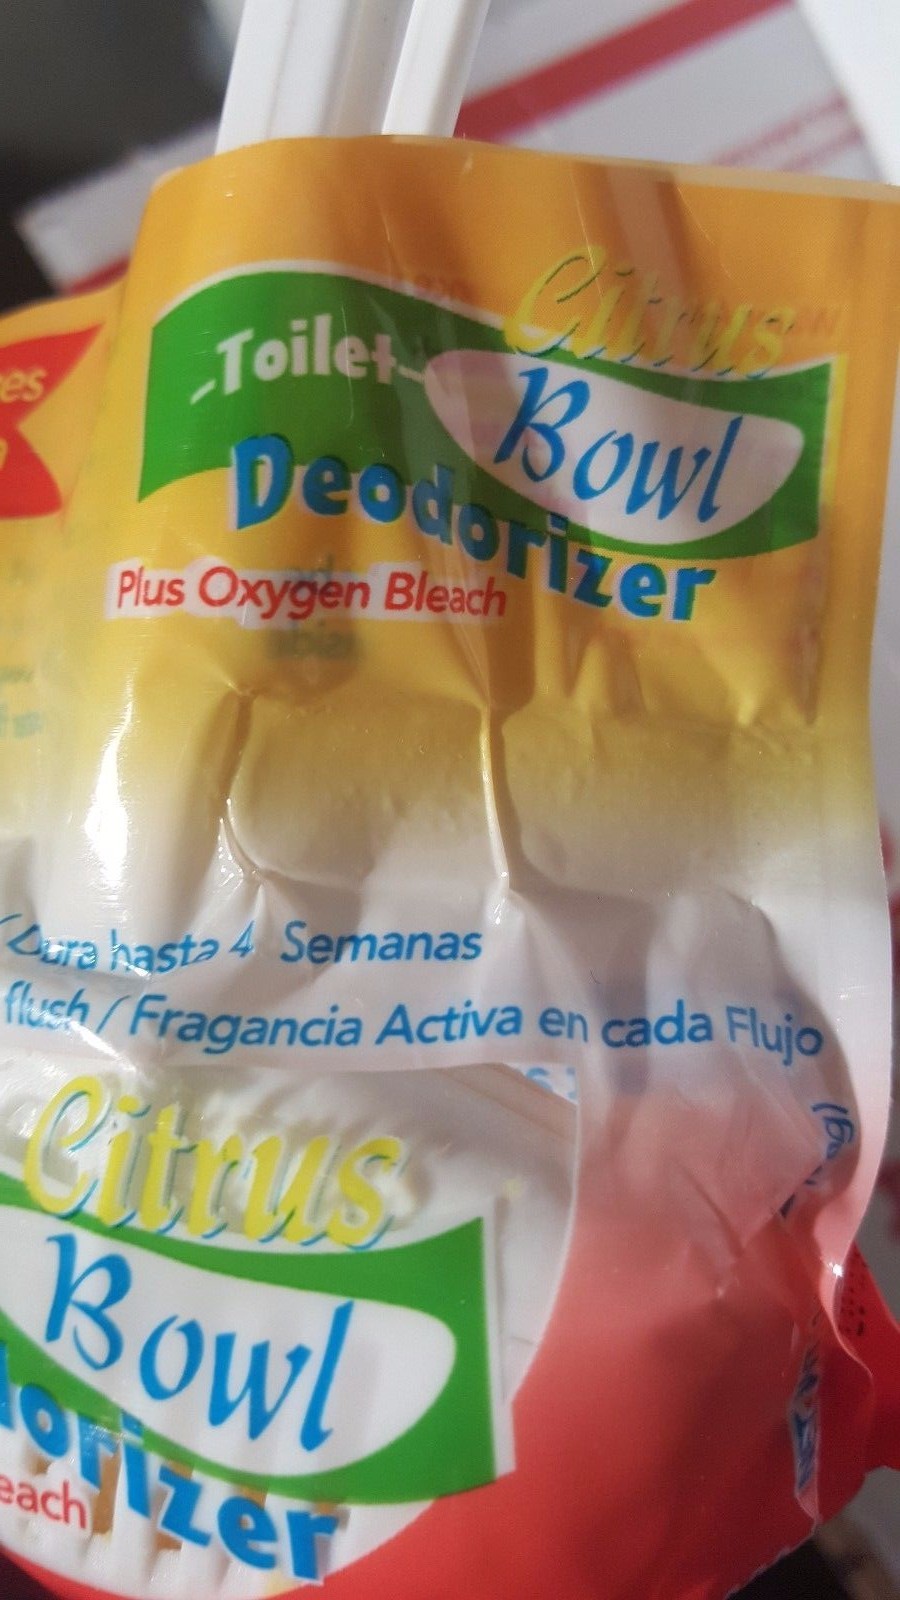 Citrus
Toilet
Bowl
Deodorizer
Plus Oxygen Bleach
Dura hasta 4 Semanas
flush / Fragancia Activa en cada Flujo
Citrus
Bowl
orizer
each